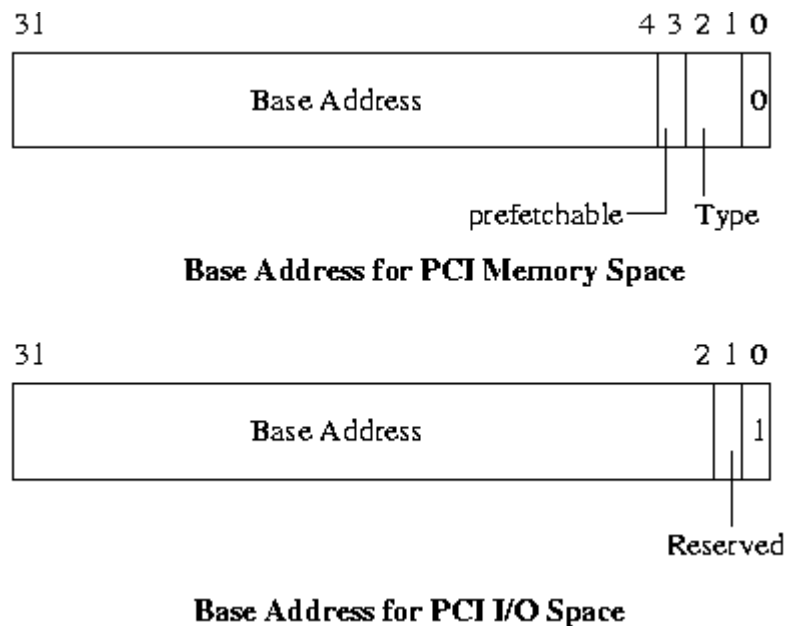 31 4 3 2 1 0
Base Address 0
prefetchable Type
Base Address for PCI Memory Space
31 2 1 0
Base Address 1
Reserved
Base Address for PCI I/O Space